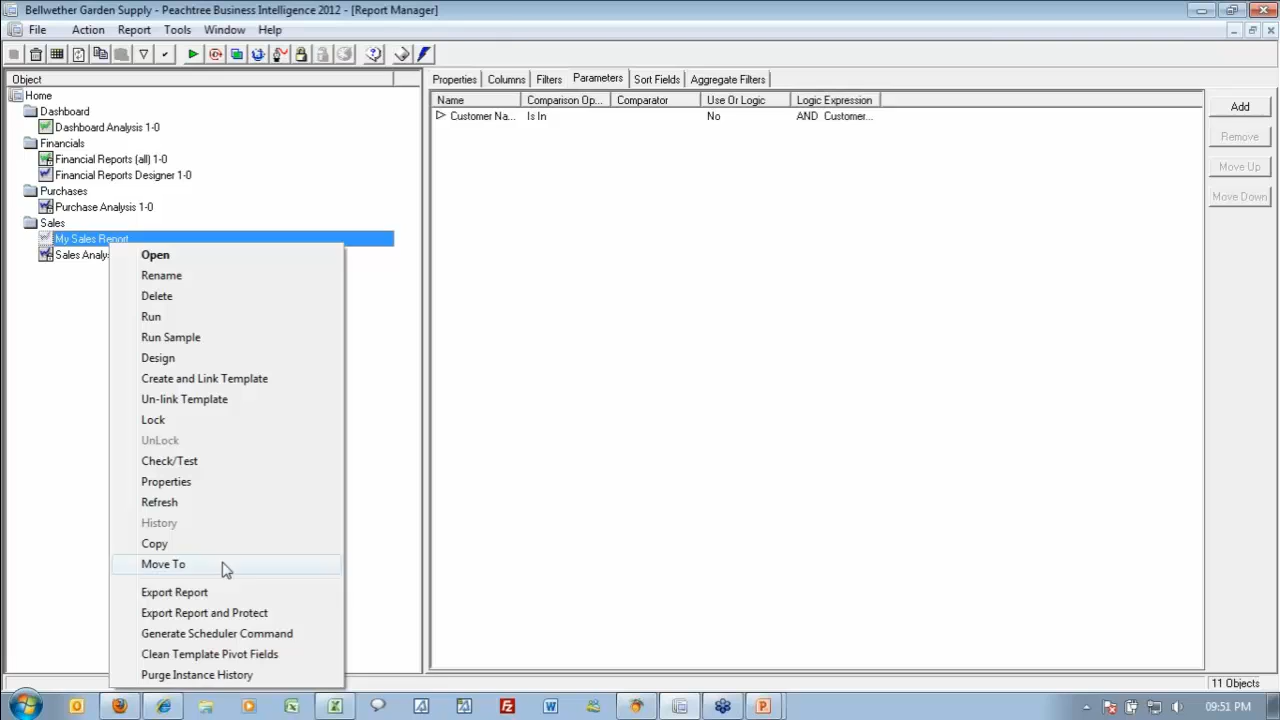 Bellwether Garden Supply - Peachtree Business Intelligence 2012 - [Report Manager]
File Action Report Tools Window Help
Object
Home
Dashboard
Dashboard Analysis 1-0
Financials
Financial Reports (all) 1-0
Financial Reports Designer 1-0
Purchases
Purchase Analysis 1-0
Sales
My Sales Report
Sales Analy
Open
Rename
Delete
Run
Run Sample
Design
Create and Link Template
Un-link Template
Lock
UnLock
Check/Test
Properties
Refresh
History
Copy
Move To
Export Report
Export Report and Protect
Generate Scheduler Command
Clean Template Pivot Fields
Purge Instance History
Properties Columns Filters Parameters Sort Fields Aggregate Filters
Name Comparison Op... Comparator Use Or Logic Logic Expression
Customer Na... Is In No AND Customer...
Add
Remove
Move Up
Move Down
11 Objects
09:51 PM